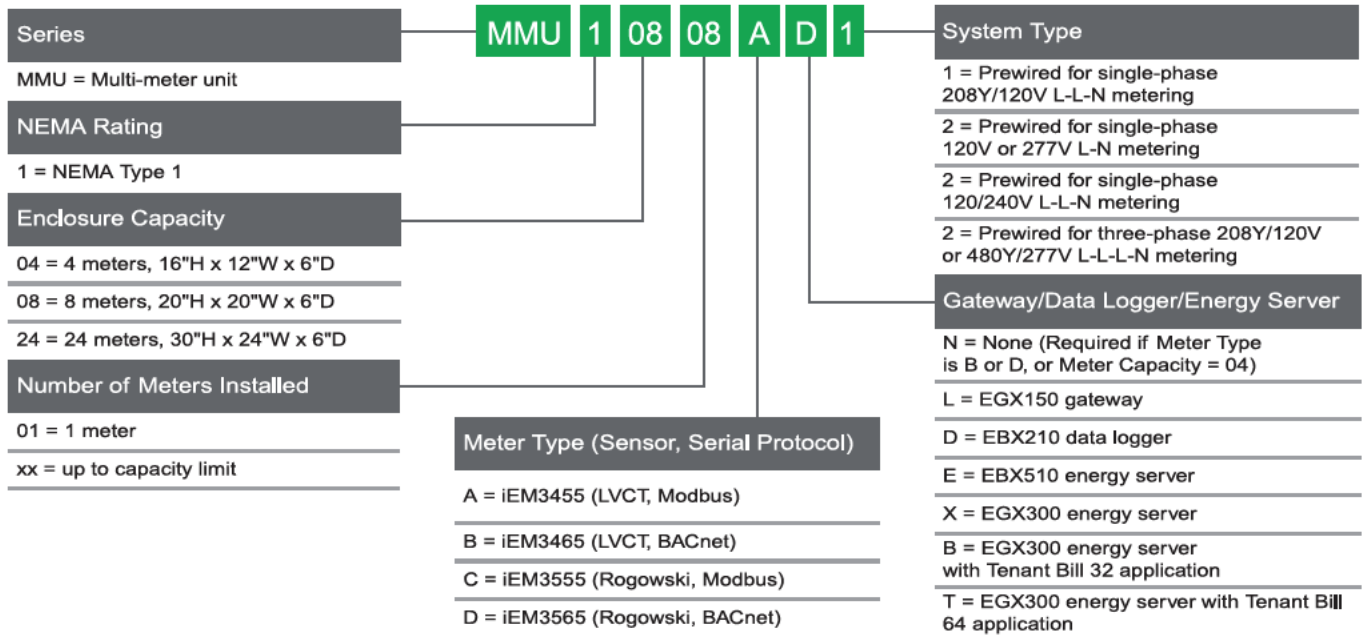 MMU 1 08 08 A D 1
Series
MMU = Multi-meter unit
NEMA Rating
1 = NEMA Type 1
Enclosure Capacity
04 = 4 meters, 16"H x 12"W x 6"D
08 = 8 meters, 20"H x 20"W x 6"D
24 = 24 meters, 30"H x 24"W x 6"D
Number of Meters Installed
01 = 1 meter
xx = up to capacity limit
Meter Type (Sensor, Serial Protocol)
A = iEM3455 (LVCT, Modbus)
B = iEM3465 (LVCT, BACnet)
C = iEM3555 (Rogowski, Modbus)
D = iEM3565 (Rogowski, BACnet)
System Type
1 = Prewired for single-phase
208Y/120V L-L-N metering
2 = Prewired for single-phase
120V or 277V L-N metering
2 = Prewired for single-phase
120/240V L-L-N metering
2 = Prewired for three-phase 208Y/120V
or 480Y/277V L-L-L-N metering
Gateway/Data Logger/Energy Server
N = None (Required if Meter Type
is B or D, or Meter Capacity = 04)
L = EGX150 gateway
D = EBX210 data logger
E = EBX510 energy server
X = EGX300 energy server
B = EGX300 energy server
with Tenant Bill 32 application
T = EGX300 energy server with Tenant Bill
64 application